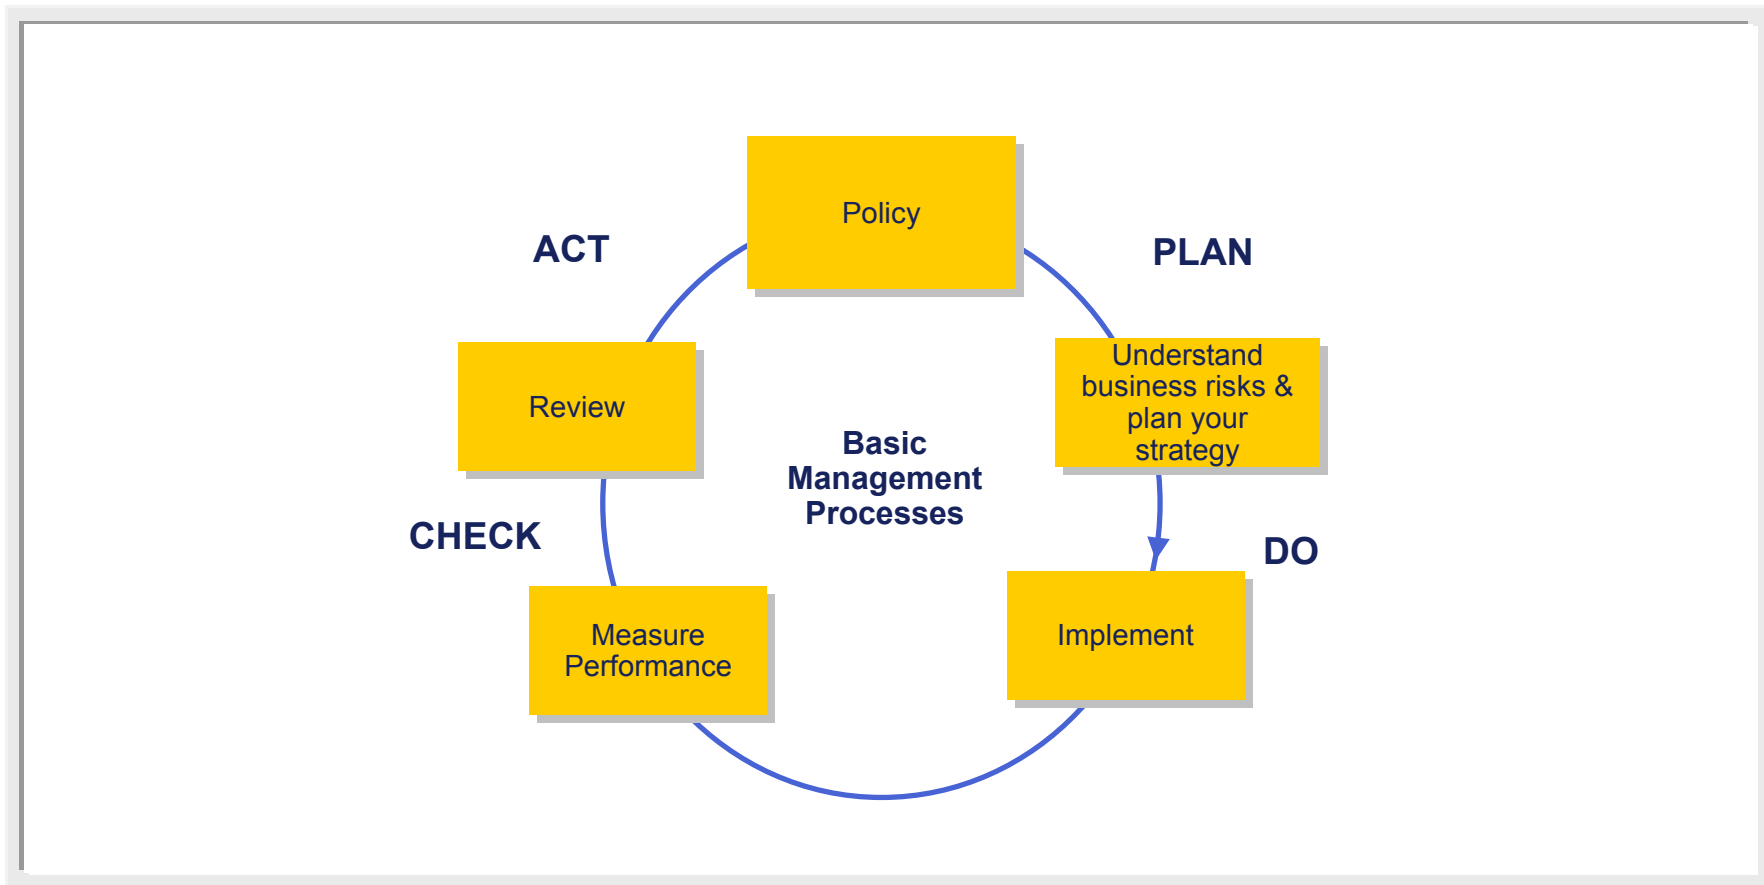 Policy
ACT
PLAN
Understand
business risks &
plan your
strategy
Review
Basic
Management
Processes
CHECK
DO
Measure
Performance
Implement